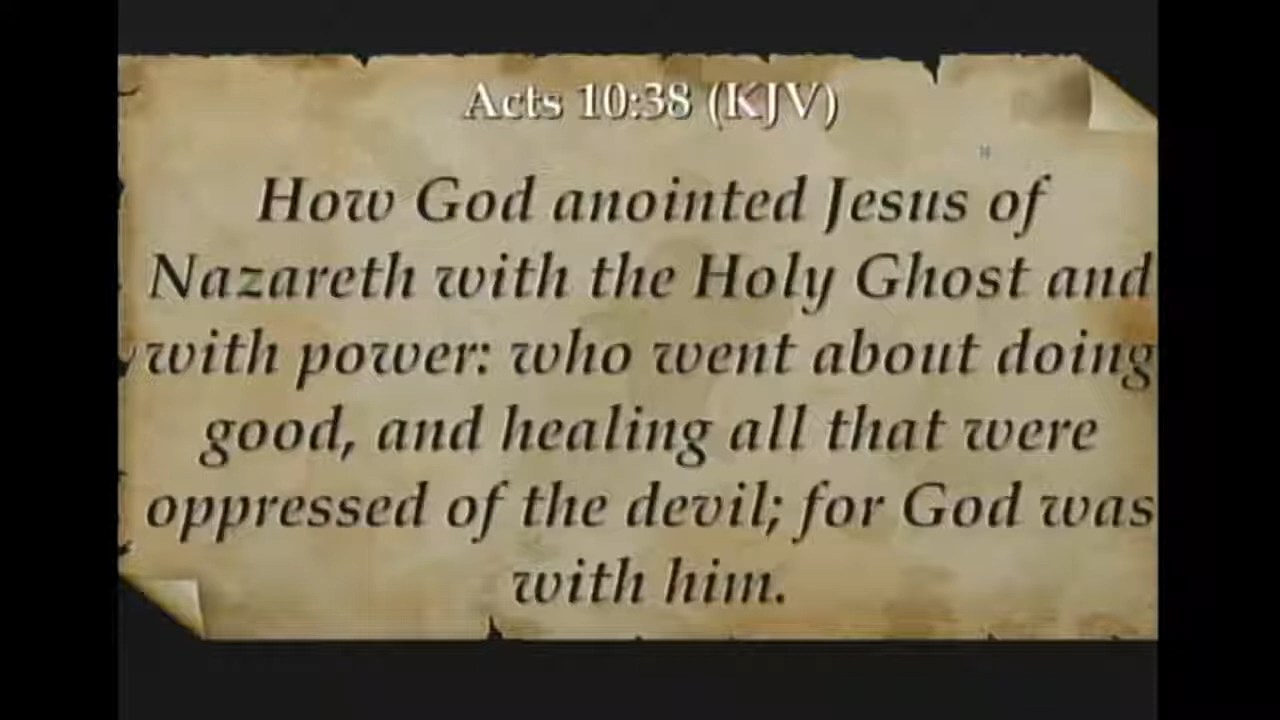 Acts 10:38 (KJV)
How God anointed Jesus of
Nazareth with the Holy Ghost and
with power: who went about doing
good, and healing all that were
oppressed of the devil; for God was
with him.